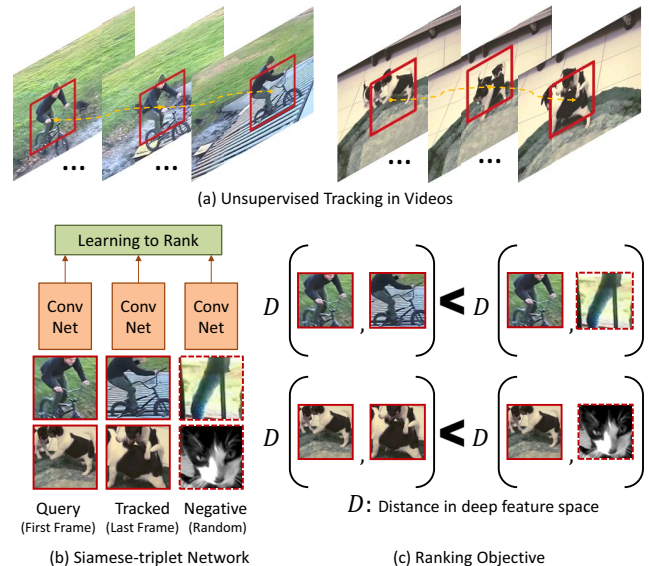 ... ... ... ...
(a) Unsupervised Tracking in Videos
Learning to Rank
Conv Net
Conv Net
Conv Net
Query
(First Frame)
Tracked
(Last Frame)
Negative
(Random)
(b) Siamese-triplet Network
D ( , ) < D ( , )
D ( , ) < D ( , )
D: Distance in deep feature space
(c) Ranking Objective